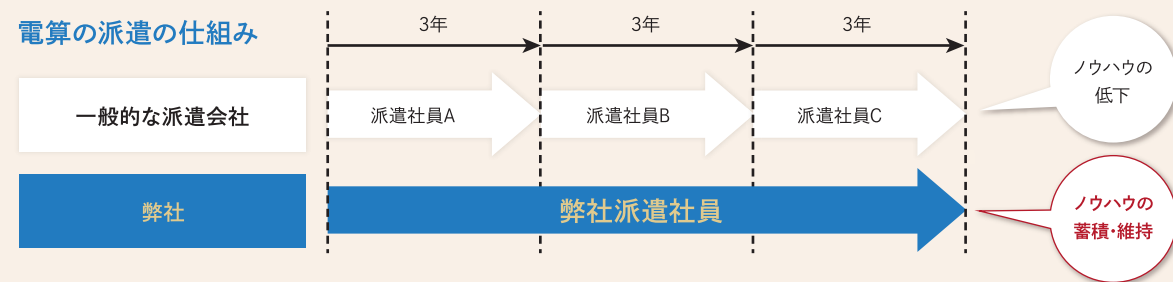 電算の派遣の仕組み
3年
3年
3年
一般的な派遣会社
派遣社員A
派遣社員B
派遣社員C
ノウハウの
低下
弊社
弊社派遣社員
ノウハウの
蓄積・維持